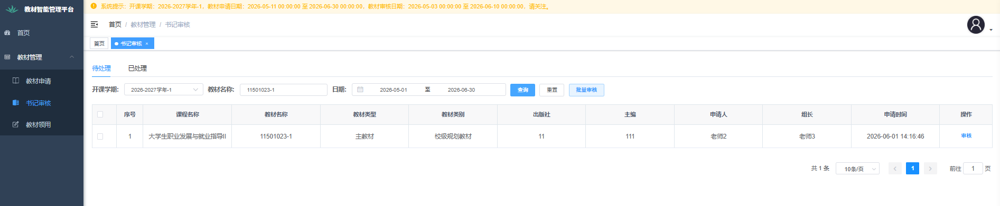 教材智能管理平台
系统提示：开课学期：2026-2027学年-1，教材申请日期：2026-05-11 00:00:00 至 2026-06-30 00:00:00，教材审核日期：2026-05-03 00:00:00 至 2026-06-10 00:00:00，请关注。
首页 / 教材管理 / 书记审核
首页
教材管理
教材申请
书记审核
教材领用
首页 书记审核 ×
待处理 已处理
开课学期: 2026-2027学年-1 教材名称: 11501023-1 日期: 2026-05-01 至 2026-06-30 查询 重置 批量审核
序号 课程名称 教材名称 教材类型 教材类别 出版社 主编 申请人 组长 申请时间 操作
1 大学生职业发展与就业指导II 11501023-1 主教材 校级规划教材 11 111 老师2 老师3 2026-06-01 14:16:46 审核
共 1 条 10条/页 1 前往 1 页